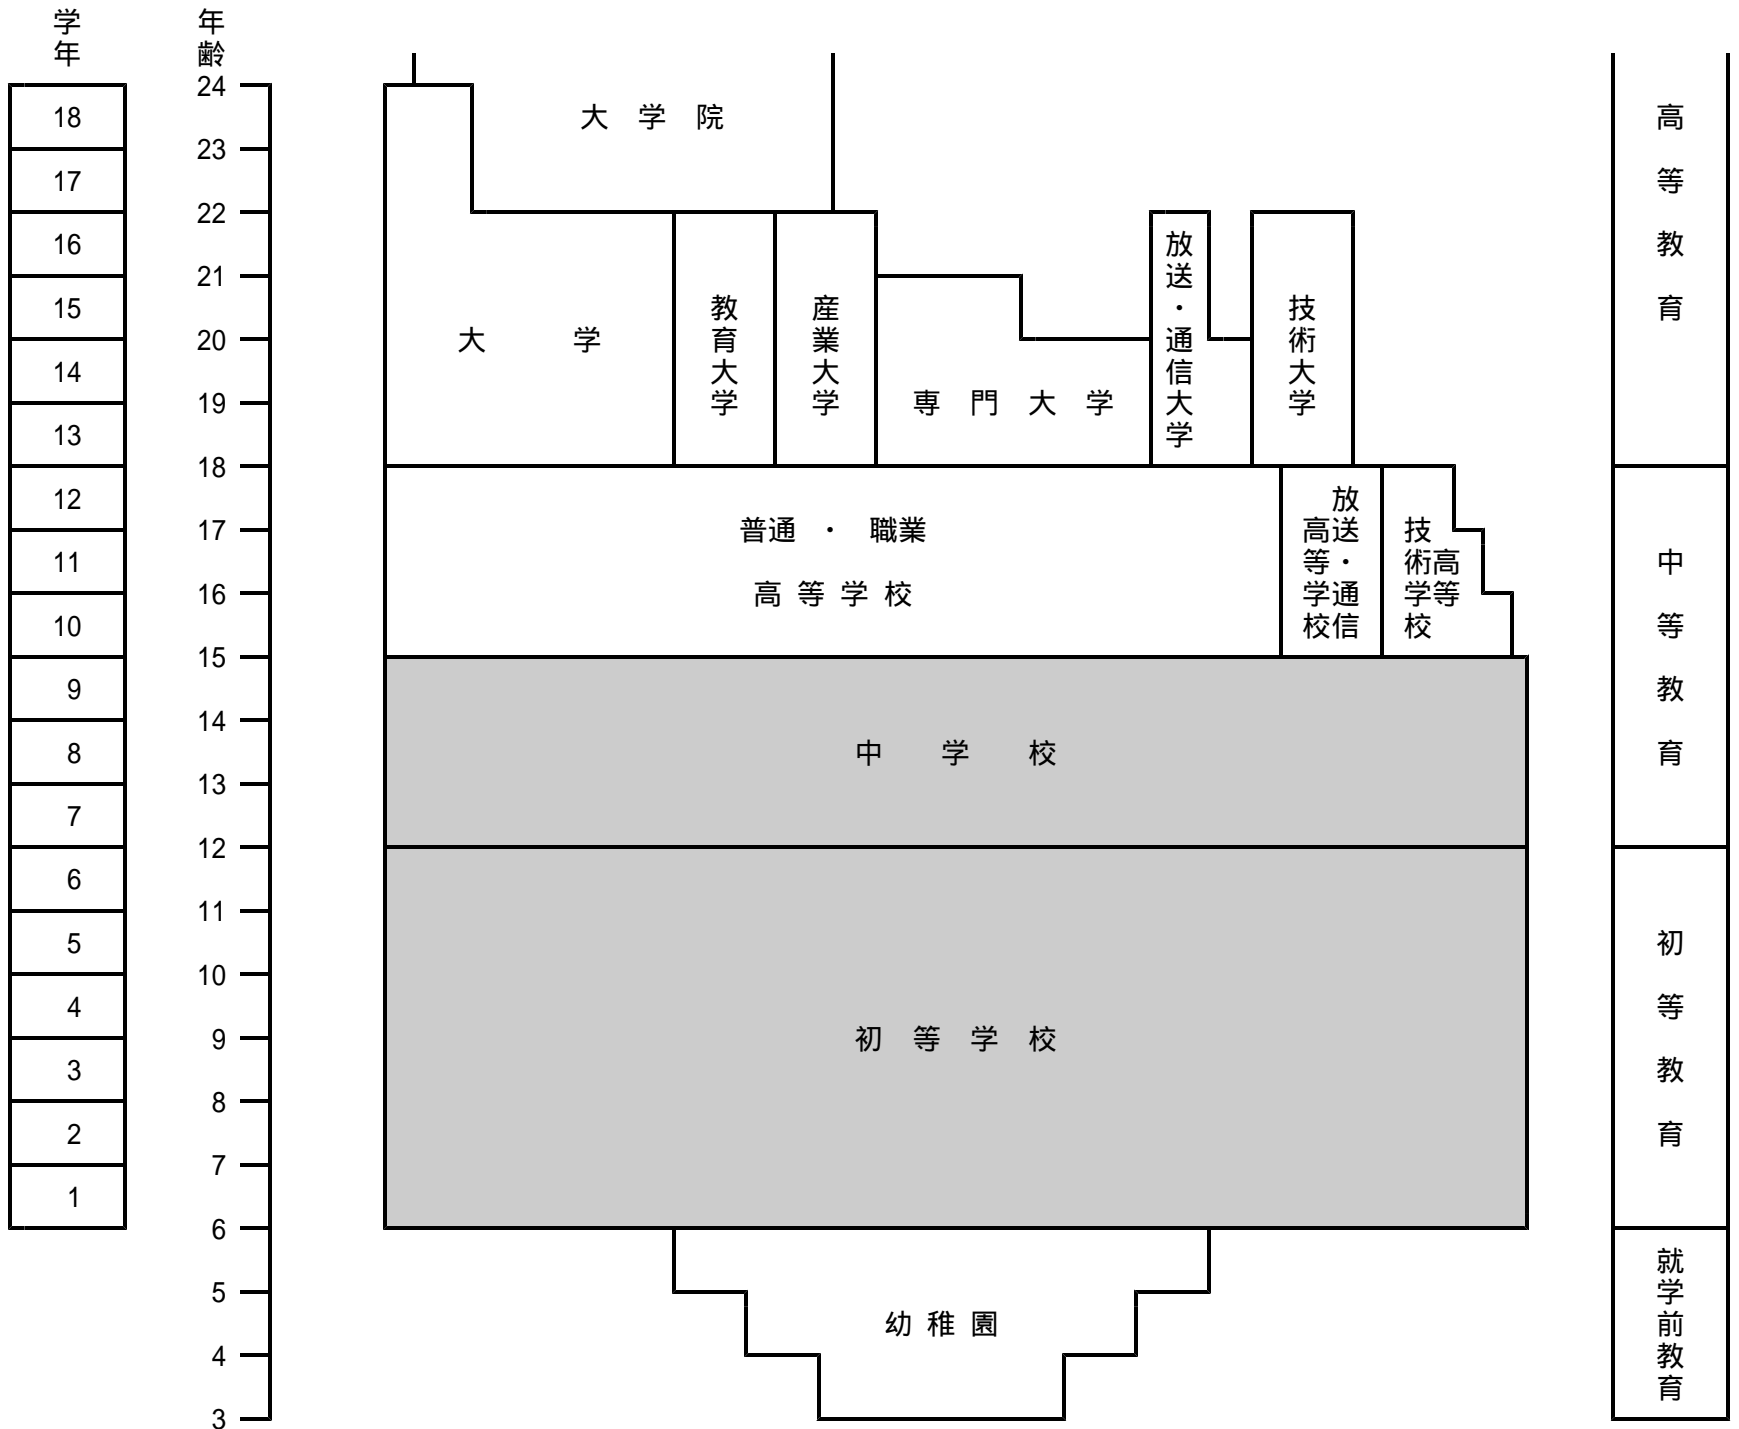 学年
年齢
24
18
23
17
22
16
21
15
20
14
19
13
18
12
17
11
16
10
15
9
14
8
13
7
12
6
11
5
10
4
9
3
8
2
7
1
6
5
4
3
大学院
大学
教育大学
産業大学
専門大学
放送・通信大学
技術大学
普通・職業
高等学校
放送・通信
高等学校
高等
技術学校
中学校
初等学校
幼稚園
高等教育
中等教育
初等教育
就学前教育